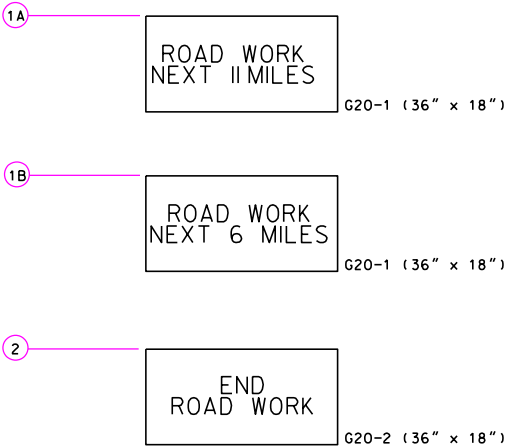 1A
ROAD WORK
NEXT 11 MILES
G20-1 (36" x 18")
1B
ROAD WORK
NEXT 6 MILES
G20-1 (36" x 18")
2
END
ROAD WORK
G20-2 (36" x 18")